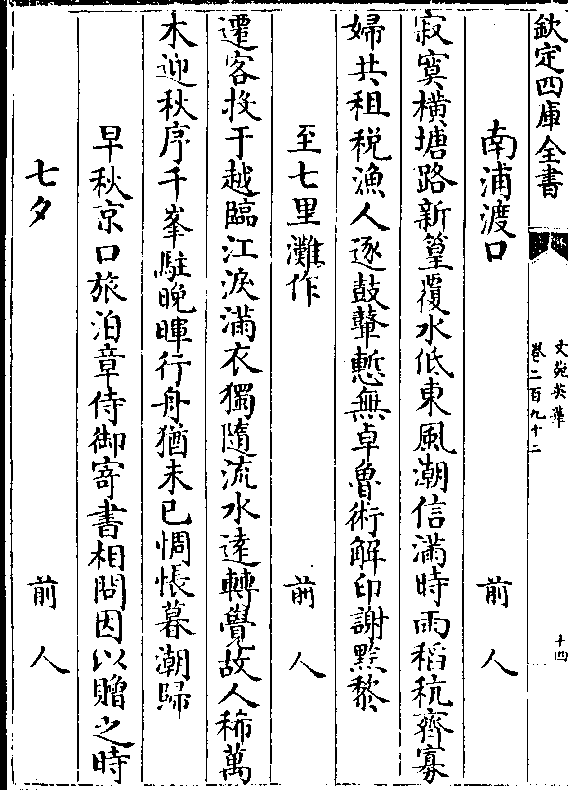 欽定四庫全書
文苑英華
卷二百九十二
十四
南浦渡口 前人
寂寞橫塘路新篁覆水低東風潮信滿時雨稻秔齊寡
婦共租税漁人逐鼓鼙慙無卓魯術解印謝黔黎
至七里灘作 前人
遷客投于越臨江淚滿衣獨隨流水逺轉覺故人稀萬
木迎秋序千峯駐晚暉行舟猶未已惆悵暮潮歸
早秋京口旅泊章侍御寄書相問因以贈之時
七夕 前人